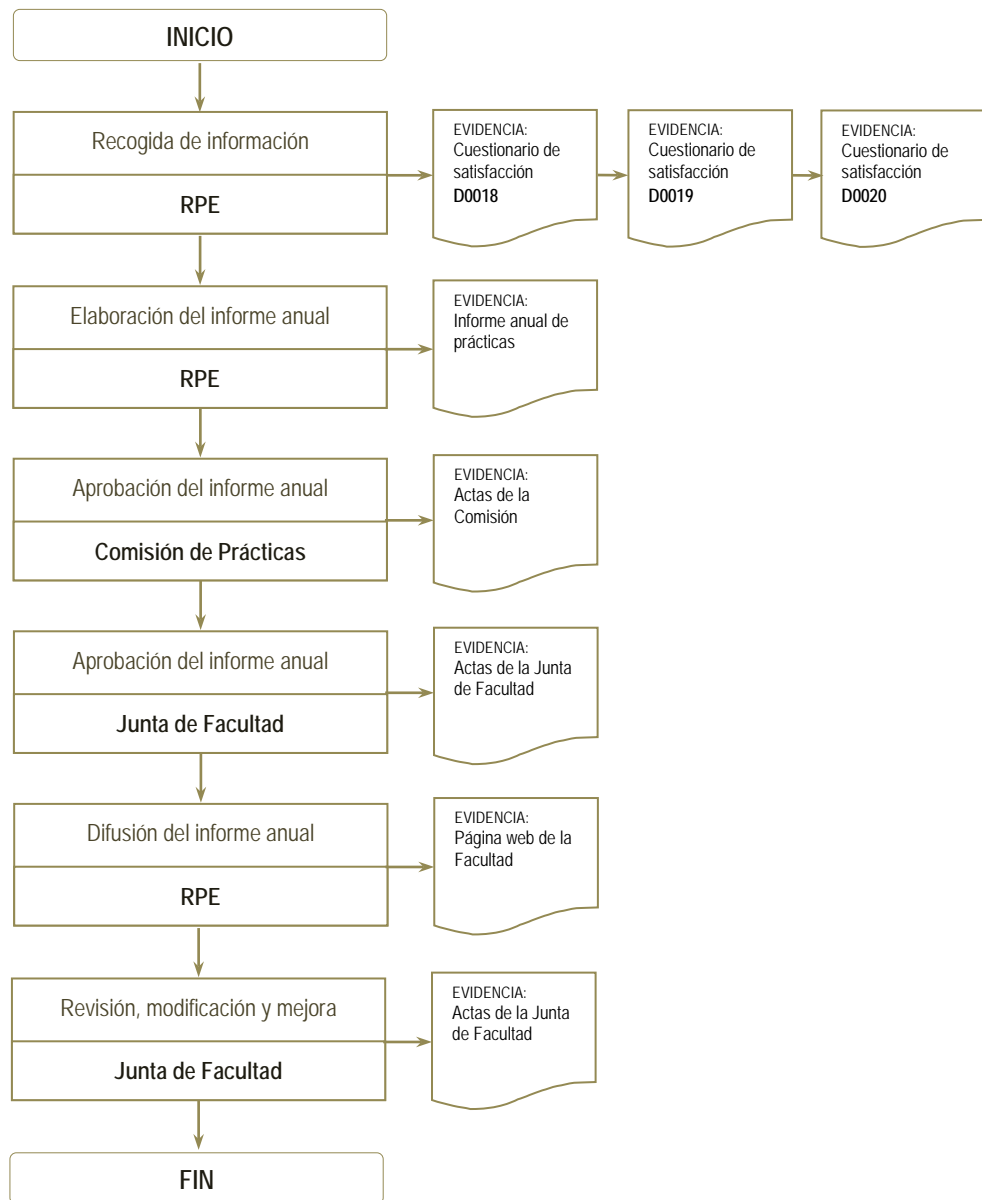 INICIO
Recogida de información
RPE
EVIDENCIA:
Cuestionario de
satisfacción
D0018
EVIDENCIA:
Cuestionario de
satisfacción
D0019
EVIDENCIA:
Cuestionario de
satisfacción
D0020
Elaboración del informe anual
RPE
EVIDENCIA:
Informe anual de
prácticas
Aprobación del informe anual
Comisión de Prácticas
EVIDENCIA:
Actas de la
Comisión
Aprobación del informe anual
Junta de Facultad
EVIDENCIA:
Actas de la Junta
de Facultad
Difusión del informe anual
RPE
EVIDENCIA:
Página web de la
Facultad
Revisión, modificación y mejora
Junta de Facultad
EVIDENCIA:
Actas de la Junta
de Facultad
FIN